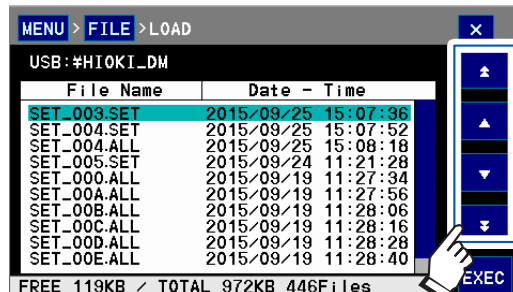 MENU > FILE > LOAD ×
USB:¥HIOKI_DM
File Name Date - Time
SET_003.SET 2015/09/25 15:07:36
SET_004.SET 2015/09/25 15:07:52
SET_004.ALL 2015/09/25 15:08:18
SET_005.SET 2015/09/24 11:21:28
SET_000.ALL 2015/09/19 11:27:34
SET_00A.ALL 2015/09/19 11:27:56
SET_00B.ALL 2015/09/19 11:28:06
SET_00C.ALL 2015/09/19 11:28:16
SET_00D.ALL 2015/09/19 11:28:28
SET_00E.ALL 2015/09/19 11:28:40
FREE 119KB / TOTAL 972KB 446Files EXEC